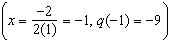 (x = -2/2(1) = -1, q(-1) = -9)